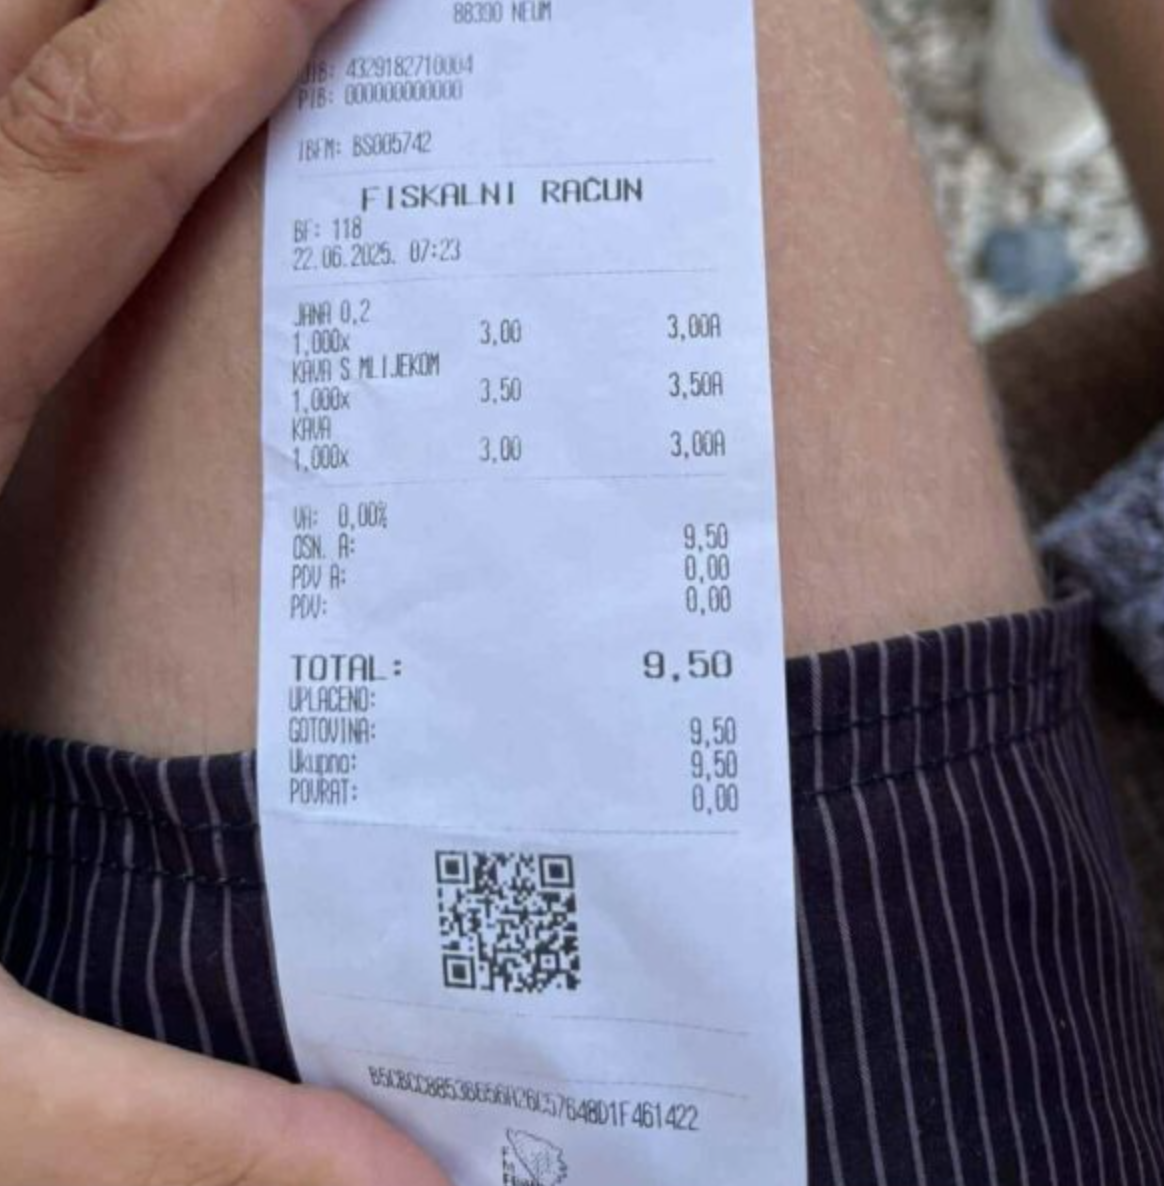 88390 NEUM
JIB: 4329182710004
PIB: 000000000000
IBFM: BS005742
FISKALNI RAČUN
BF: 118
22.06.2025. 07:23
JANA 0,2
1,000x 3,00 3,00A
KAVA S MLIJEKOM
1,000x 3,50 3,50A
KAVA
1,000x 3,00 3,00A
VA: 0,00%
OSN. A: 9,50
PDV A: 0,00
PDV: 0,00
TOTAL: 9,50
UPLAĆENO:
GOTOVINA: 9,50
Ukupno: 9,50
POVRAT: 0,00